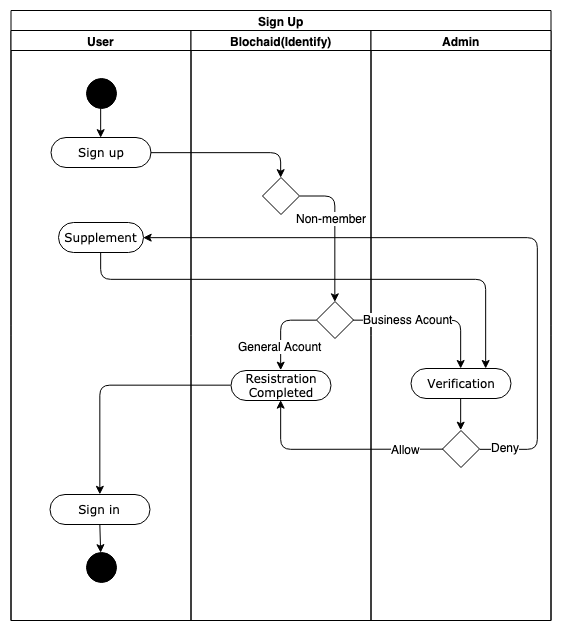 Sign Up
User
Blochaid(Identify)
Admin
Sign up
Non-member
Supplement
Business Acount
General Acount
Resistration
Completed
Verification
Allow
Deny
Sign in